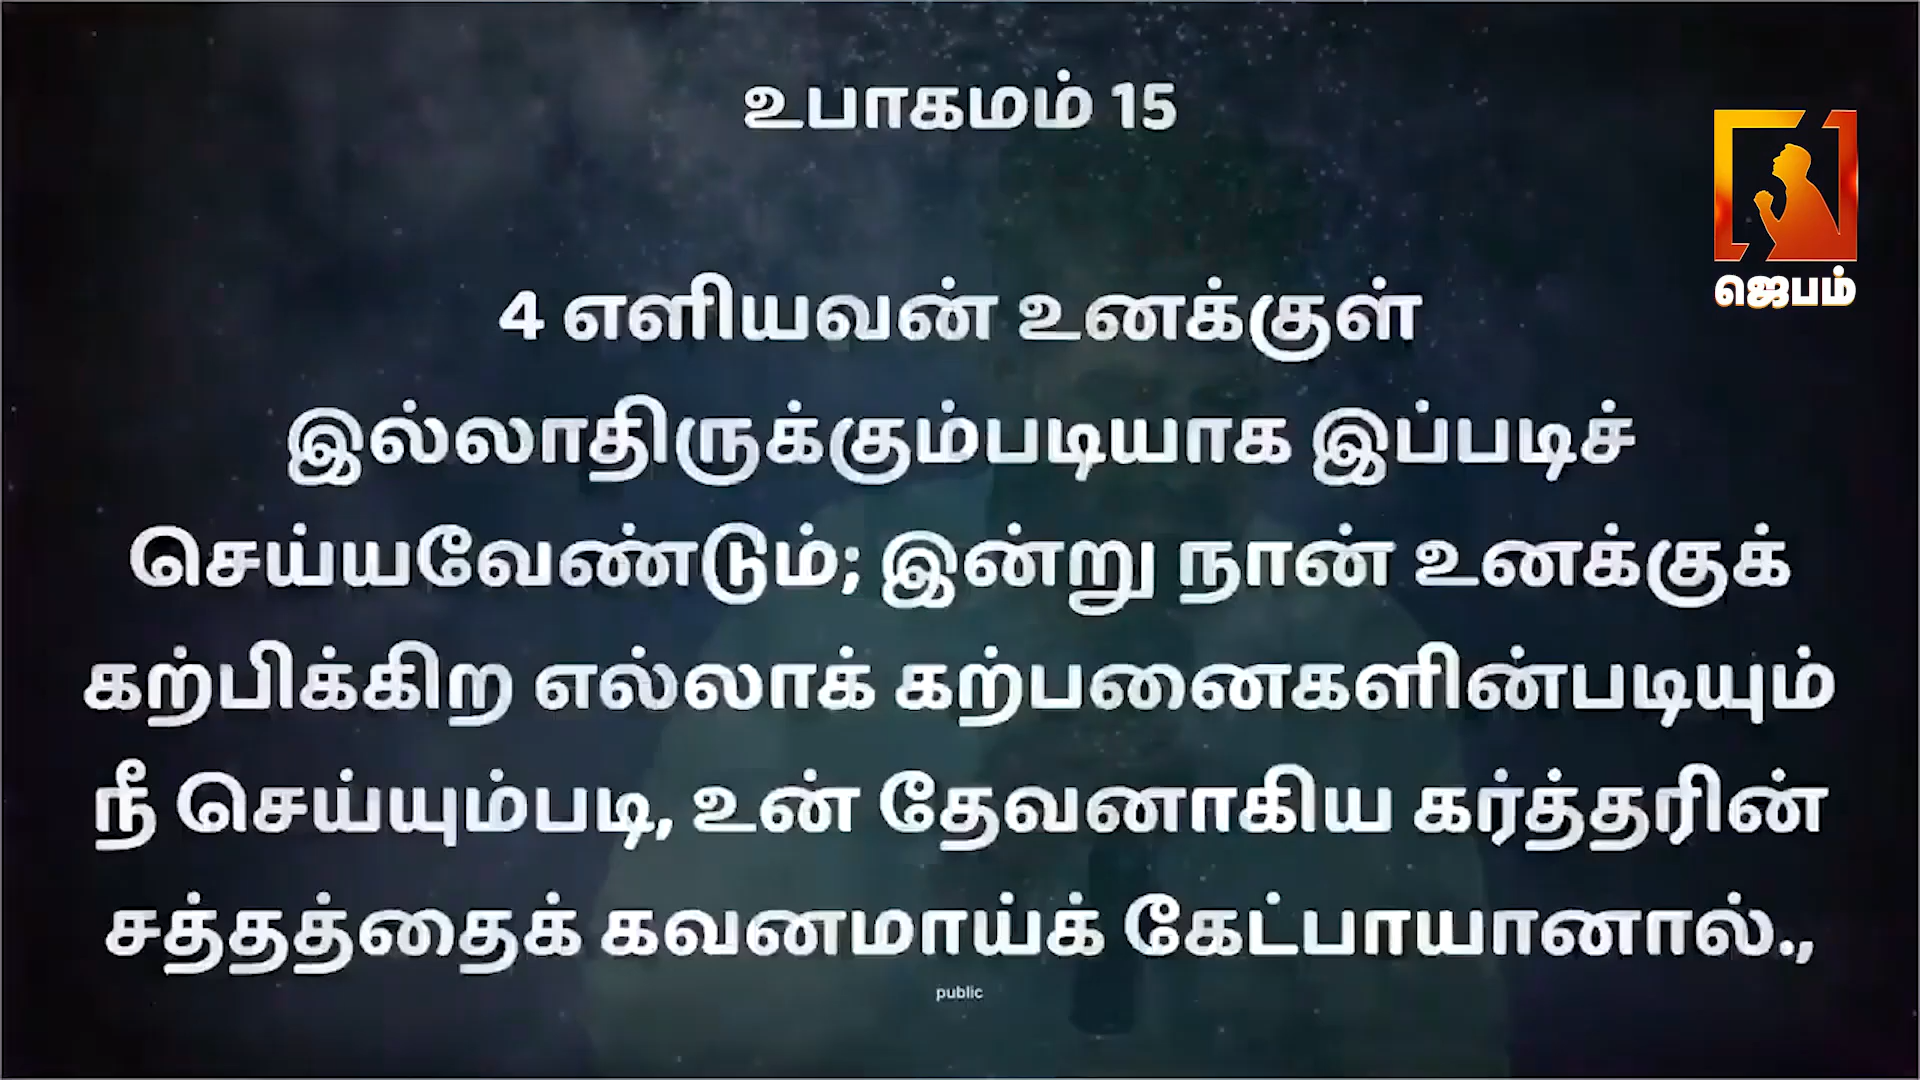 உபாகமம் 15
ஜெபம்
4 எளியவன் உனக்குள்
இல்லாதிருக்கும்படியாக இப்படிச்
செய்யவேண்டும்; இன்று நான் உனக்குக்
கற்பிக்கிற எல்லாக் கற்பனைகளின்படியும்
நீ செய்யும்படி, உன் தேவனாகிய கர்த்தரின்
சத்தத்தைக் கவனமாய்க் கேட்பாயானால்.,
public